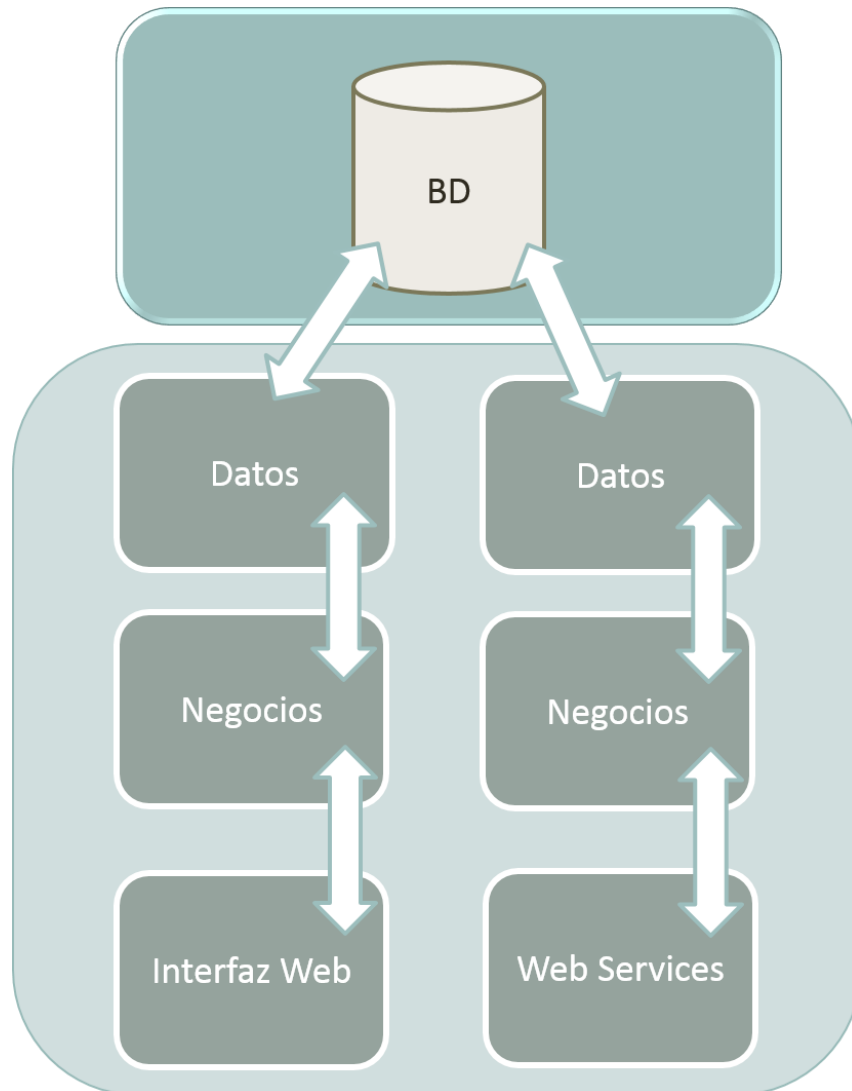 BD
Datos
Datos
Negocios
Negocios
Interfaz Web
Web Services